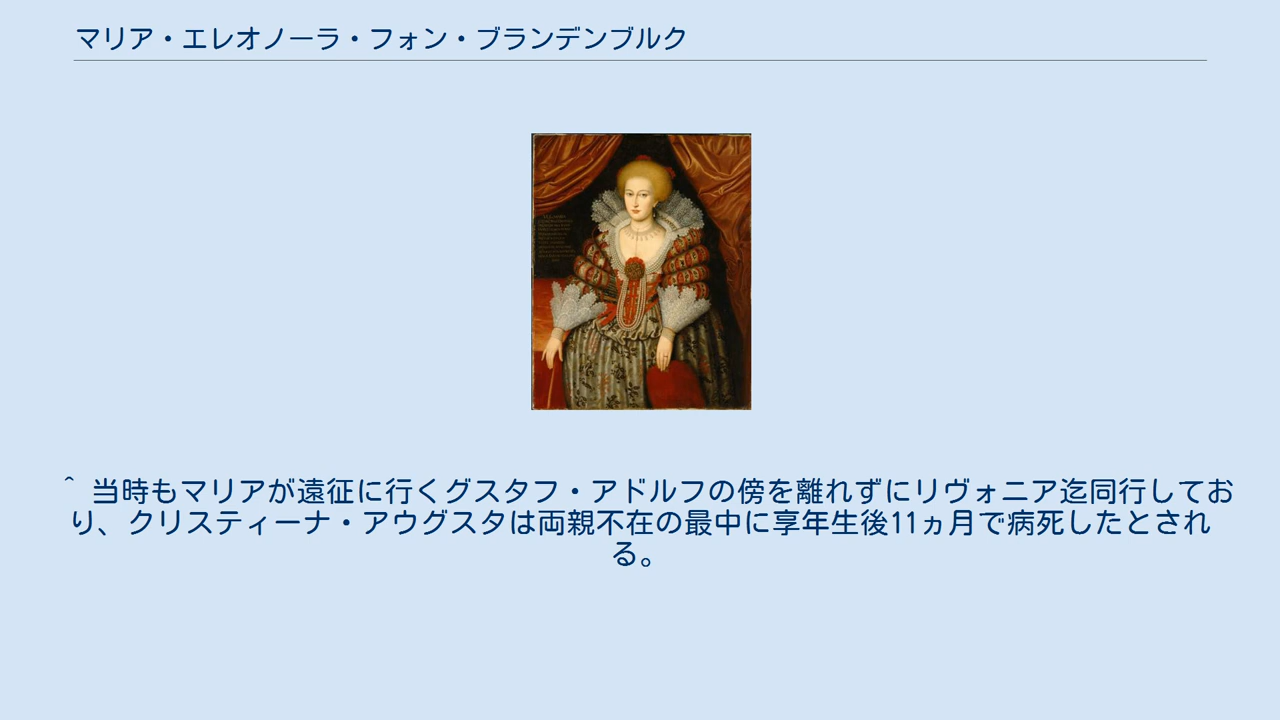 マリア・エレオノーラ・フォン・ブランデンブルク
^ 当時もマリアが遠征に行くグスタフ・アドルフの傍を離れずにリヴォニア迄同行してお
り、クリスティーナ・アウグスタは両親不在の最中に享年生後11ヵ月で病死したとされ
る。